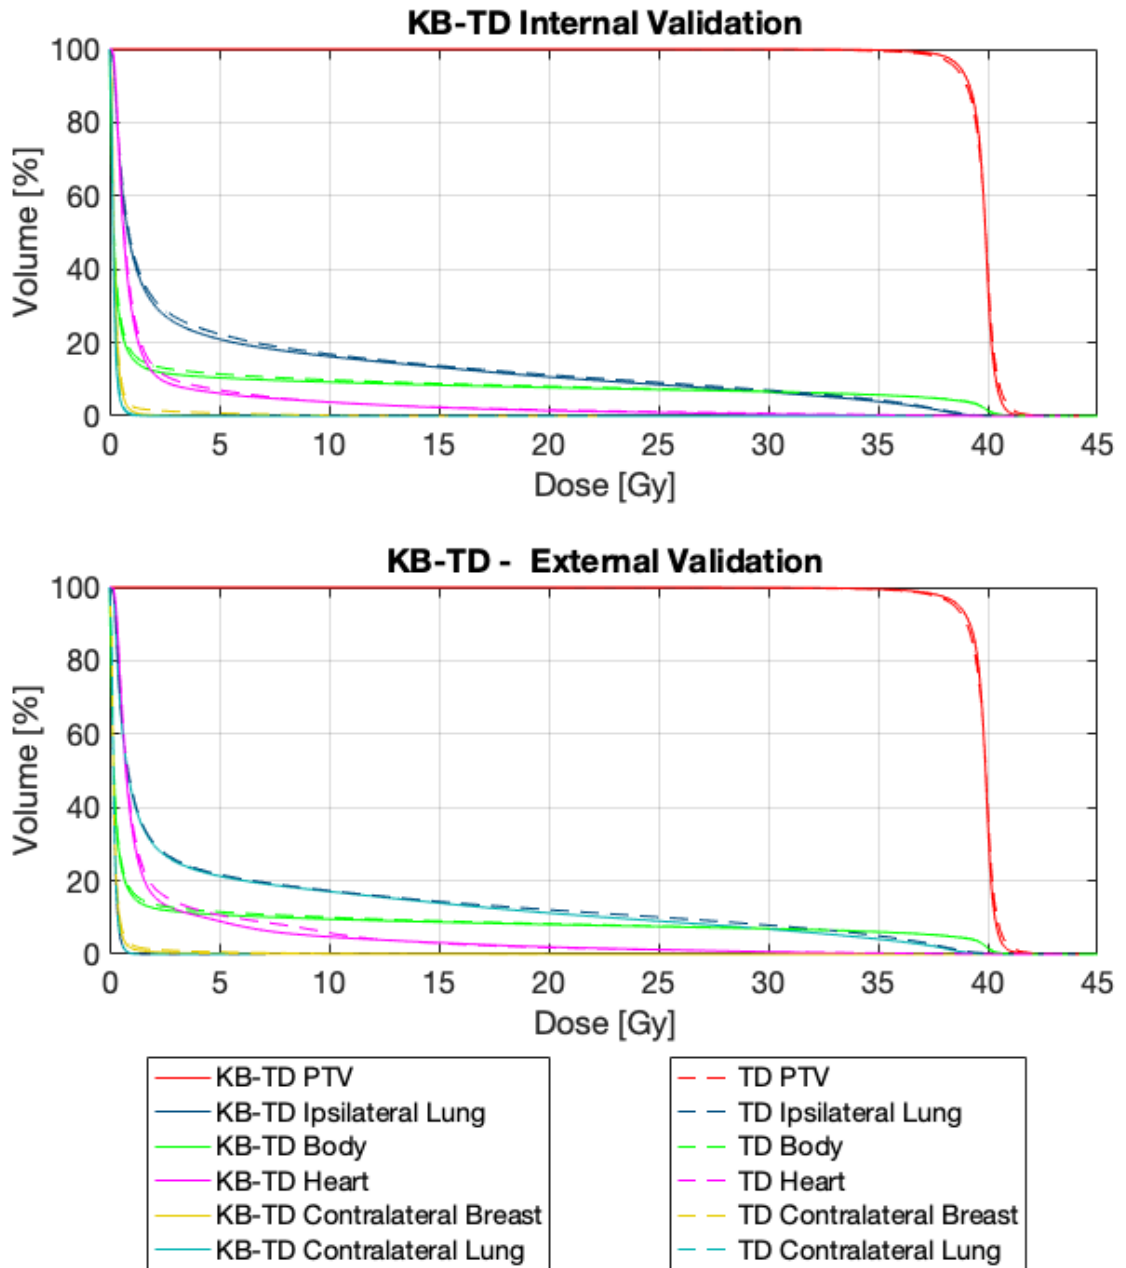 KB-TD Internal Validation
100
80
60
40
20
0
Volume [%]
0 5 10 15 20 25 30 35 40 45
Dose [Gy]
KB-TD -  External Validation
100
80
60
40
20
0
Volume [%]
0 5 10 15 20 25 30 35 40 45
Dose [Gy]
KB-TD PTV
KB-TD Ipsilateral Lung
KB-TD Body
KB-TD Heart
KB-TD Contralateral Breast
KB-TD Contralateral Lung
TD PTV
TD Ipsilateral Lung
TD Body
TD Heart
TD Contralateral Breast
TD Contralateral Lung